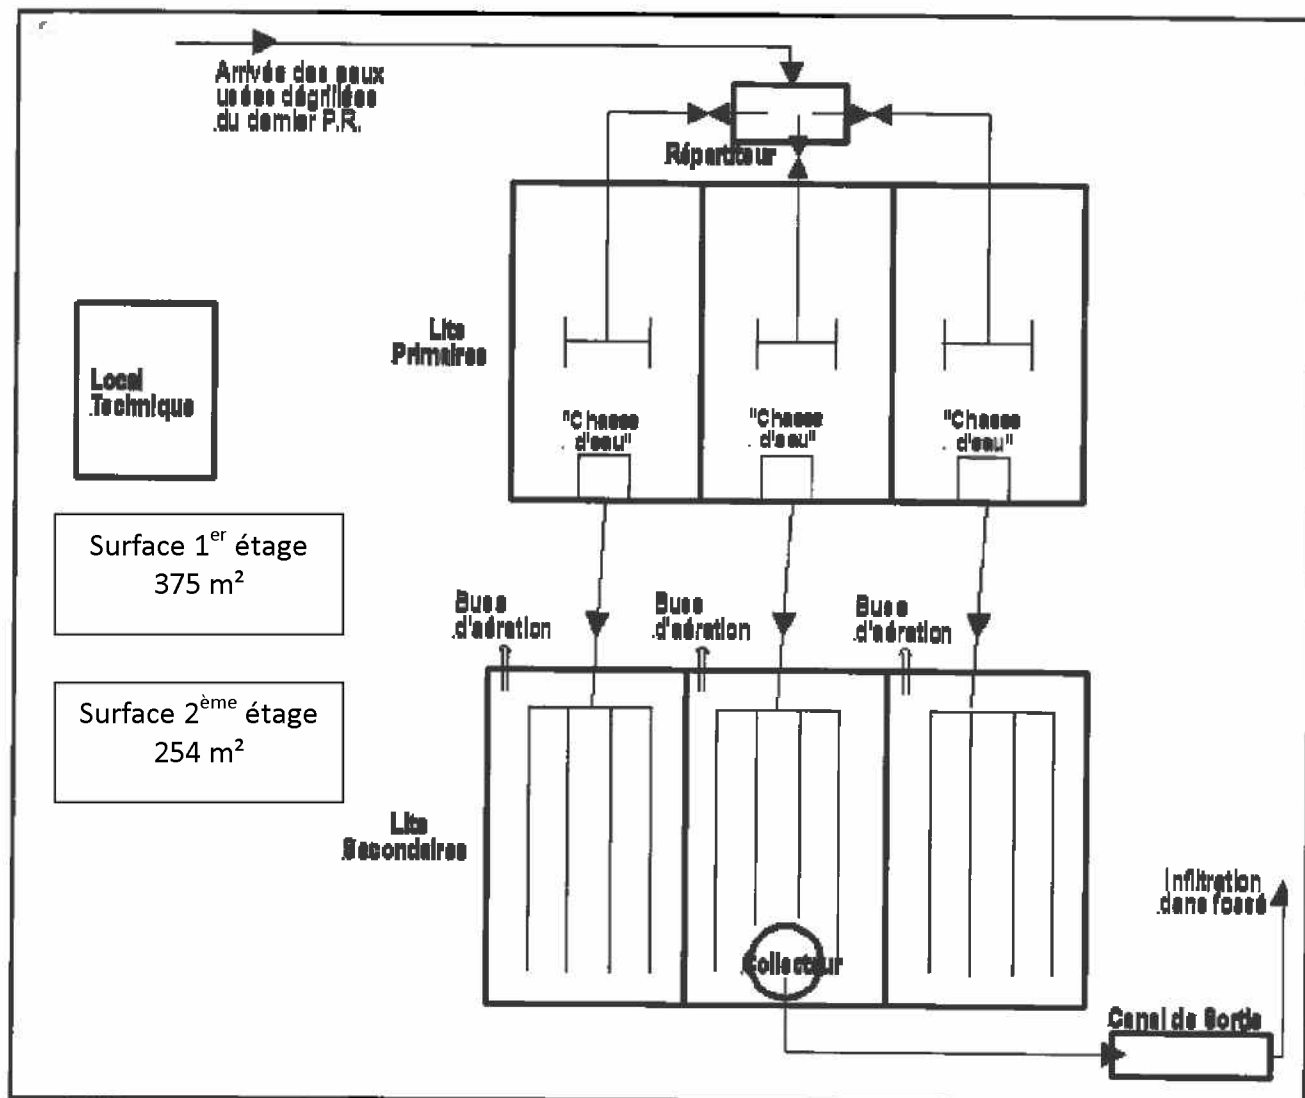 Arrivée des eaux
usées dégrillées
du dernier P.R.
Répartiteur
Lits
Primaires
Local
Technique
"Chasse
d'eau"
"Chasse
d'eau"
"Chasse
d'eau"
Surface 1er étage
375 m²
Surface 2ème étage
254 m²
Buse
d'aération
Buse
d'aération
Buse
d'aération
Lits
Secondaires
Collecteur
Infiltration
dans fossé
Canal de Sortie